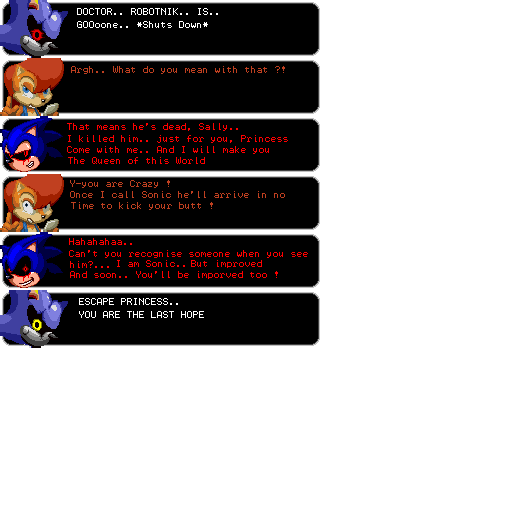 DOCTOR.. ROBOTNIK.. IS..
GOOoone.. *Shuts Down*
Argh.. What do you mean with that ?!
That means he's dead, Sally..
I killed him.. just for you, Princess
Come with me.. And I will make you
The Queen of this World
Y-you are Crazy !
Once I call Sonic he'll arrive in no
Time to kick your butt !
Hahahahaa..
Can't you recognise someone when you see
him?... I am Sonic.. But improved
And soon.. You'll be imporved too !
ESCAPE PRINCESS..
YOU ARE THE LAST HOPE